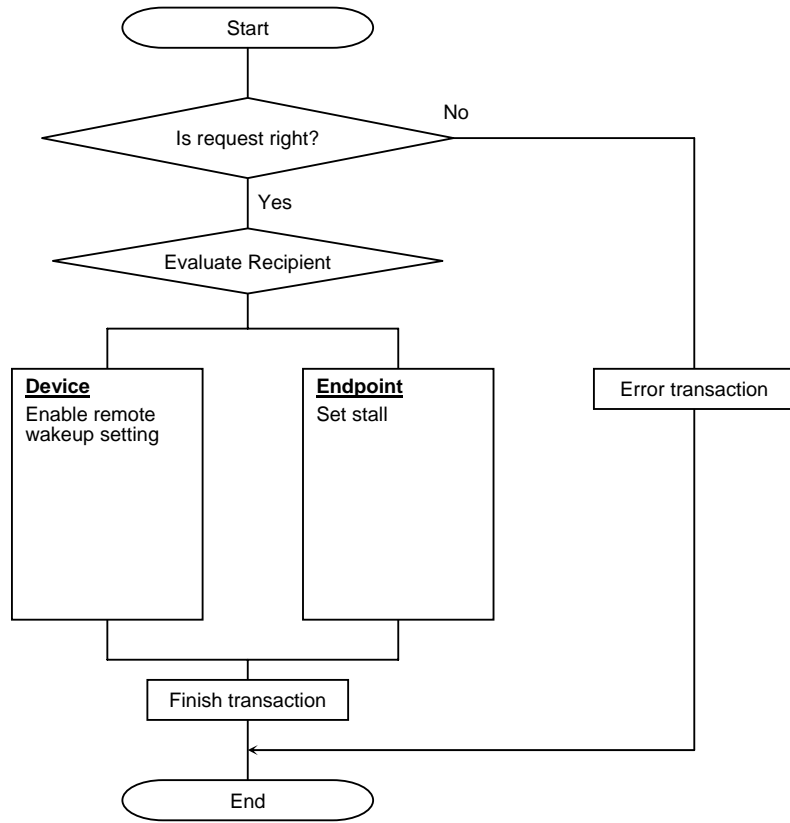 Start
Is request right?
No
Yes
Evaluate Recipient
Device
Enable remote
wakeup setting
Endpoint
Set stall
Error transaction
Finish transaction
End